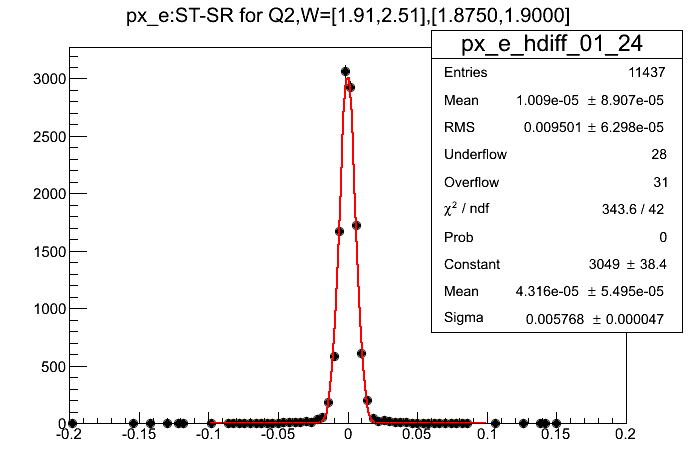 px_e:ST-SR for Q2,W=[1.91,2.51],[1.8750,1.9000]
px_e_hdiff_01_24
Entries 11437
Mean 1.009e-05 ± 8.907e-05
RMS 0.009501 ± 6.298e-05
Underflow 28
Overflow 31
χ² / ndf 343.6 / 42
Prob 0
Constant 3049 ± 38.4
Mean 4.316e-05 ± 5.495e-05
Sigma 0.005768 ± 0.000047
3000
2500
2000
1500
1000
500
0
-0.2 -0.15 -0.1 -0.05 0 0.05 0.1 0.15 0.2